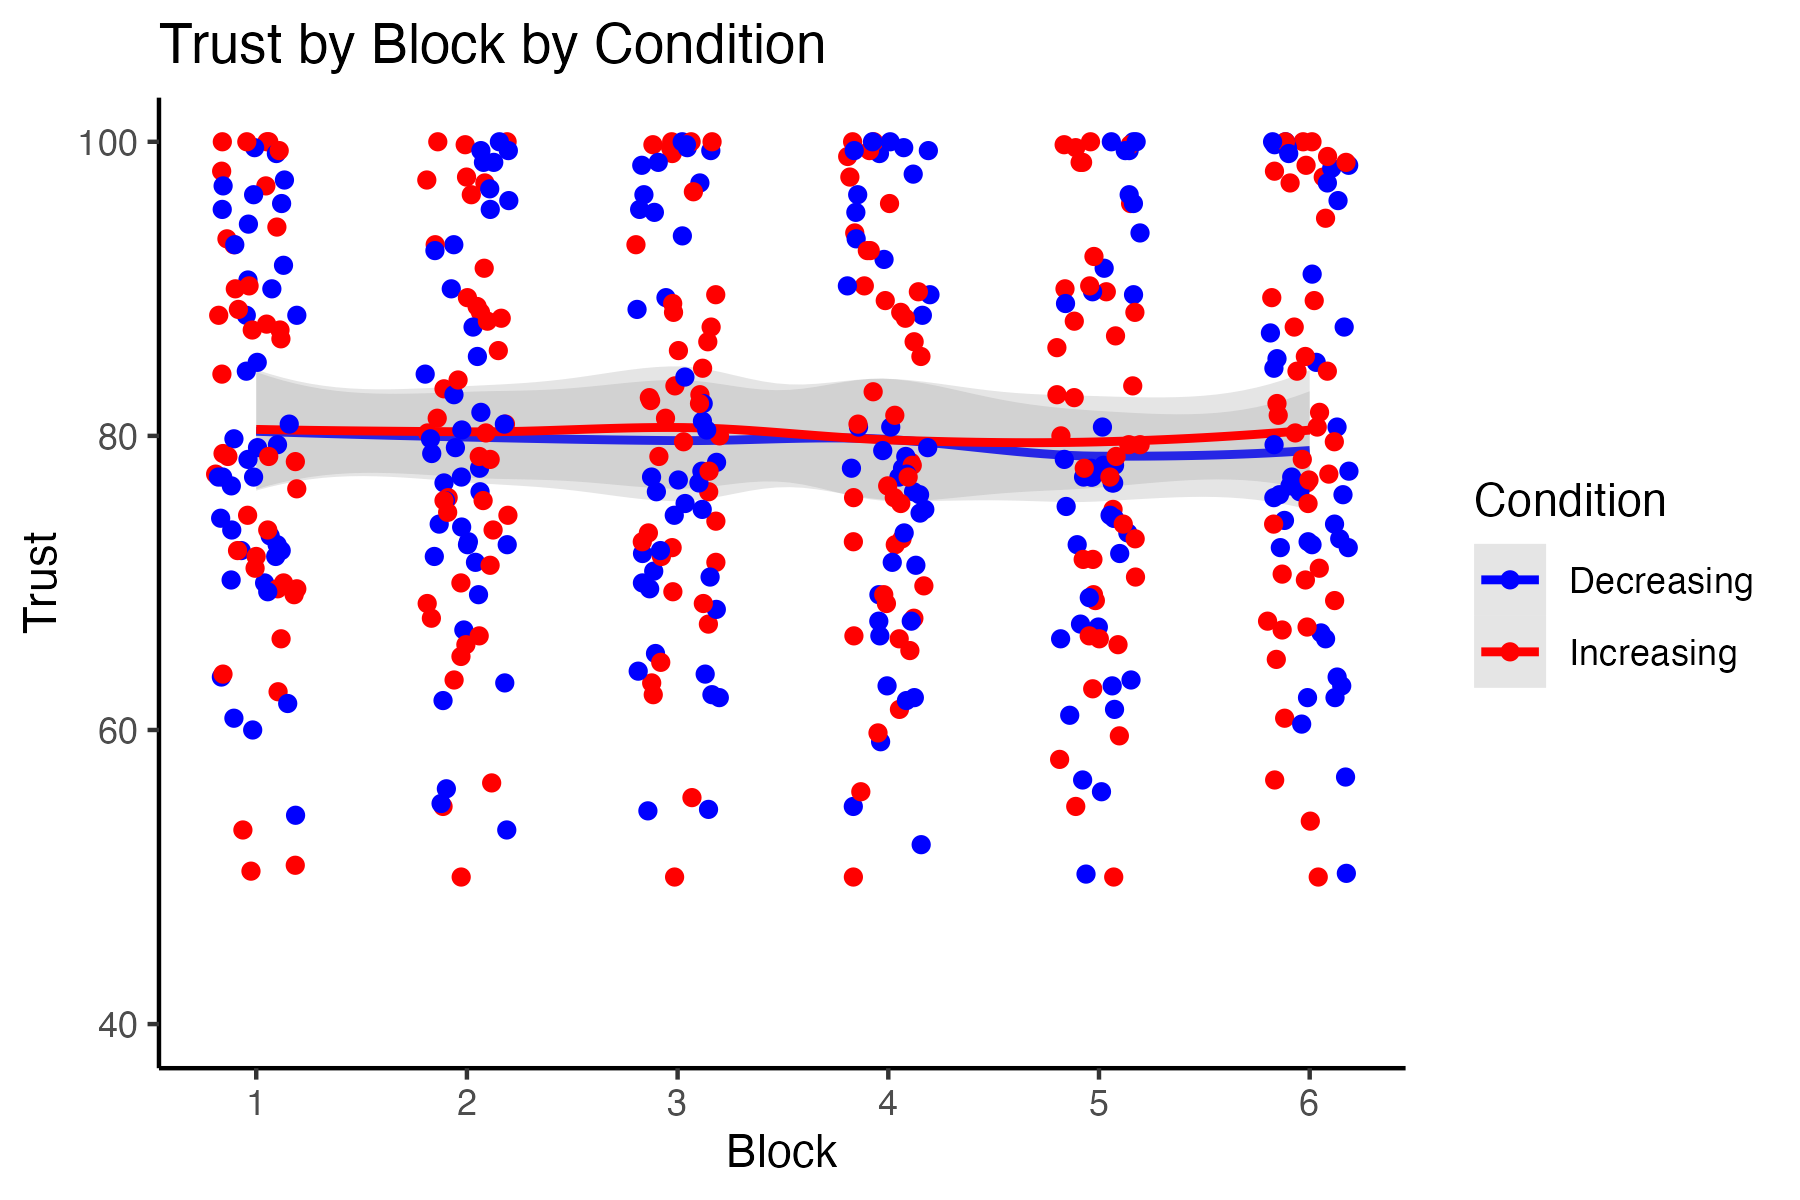 Trust by Block by Condition
Trust
100
80
60
40
1 2 3 4 5 6
Block
Condition
Decreasing
Increasing